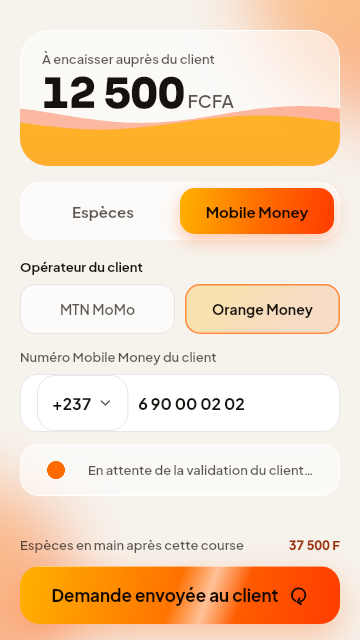 À encaisser auprès du client
12 500 FCFA
Espèces
Mobile Money
Opérateur du client
MTN MoMo
Orange Money
Numéro Mobile Money du client
+237
6 90 00 02 02
En attente de la validation du client…
Espèces en main après cette course
37 500 F
Demande envoyée au client